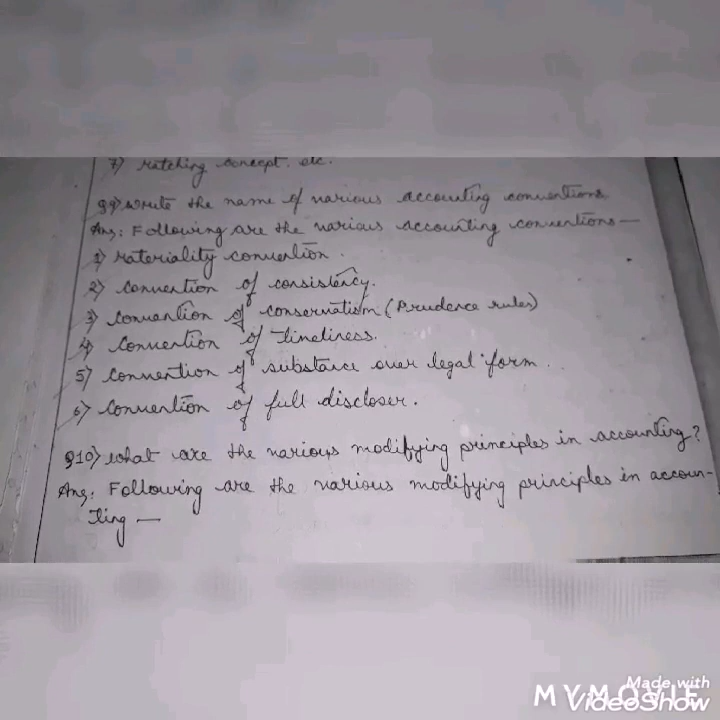 7) Matching concept. etc.
Q9) Write the name of various accounting conventions.
Ans: Following are the various accounting conventions—
1) Materiality convention.
2) Convention of consistency.
3) Convention of conservatism (Prudence rules)
4) Convention of timeliness.
5) Convention of substance over legal form.
6) Convention of full discloser.
Q10) What are the various modifying principles in accounting?
Ans: Following are the various modifying principles in accoun-
ting —
Made with
MYMOVIE
VideoShow